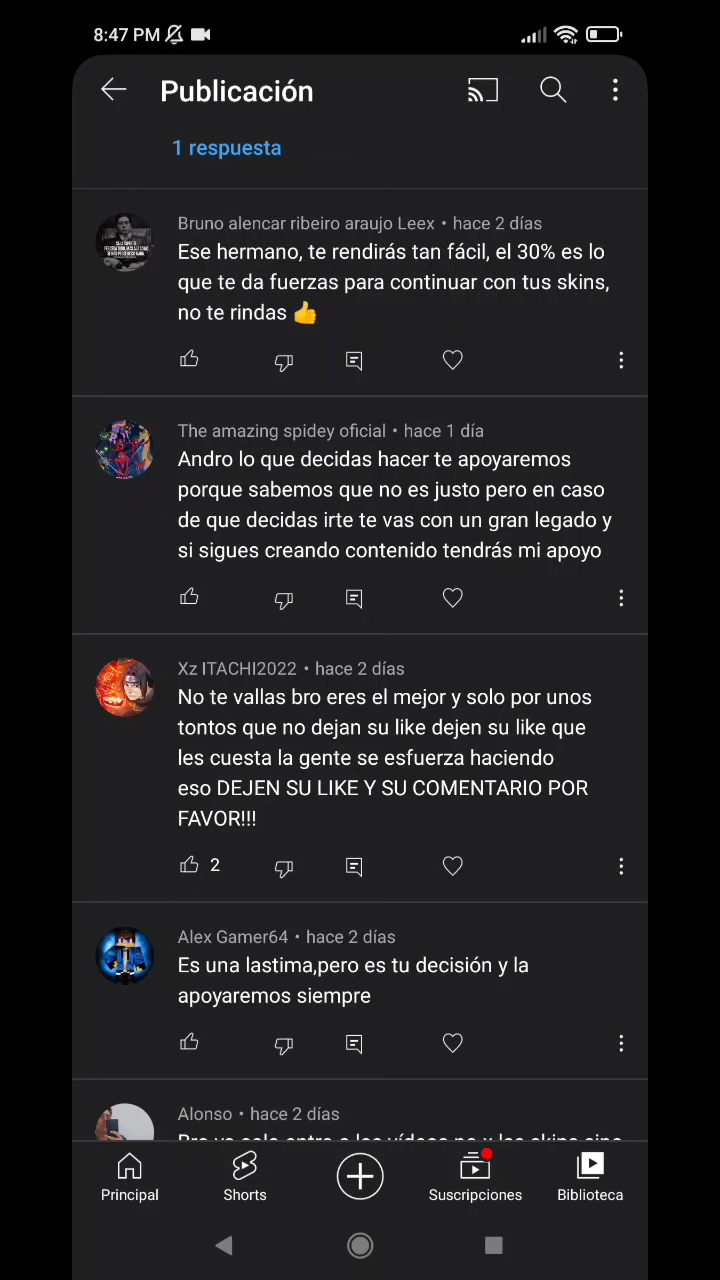 8:47 PM
Publicación
1 respuesta
Bruno alencar ribeiro araujo Leex • hace 2 días
Ese hermano, te rendirás tan fácil, el 30% es lo
que te da fuerzas para continuar con tus skins,
no te rindas 👍
The amazing spidey oficial • hace 1 día
Andro lo que decidas hacer te apoyaremos
porque sabemos que no es justo pero en caso
de que decidas irte te vas con un gran legado y
si sigues creando contenido tendrás mi apoyo
Xz ITACHI2022 • hace 2 días
No te vallas bro eres el mejor y solo por unos
tontos que no dejan su like dejen su like que
les cuesta la gente se esfuerza haciendo
eso DEJEN SU LIKE Y SU COMENTARIO POR
FAVOR!!!
2
Alex Gamer64 • hace 2 días
Es una lastima,pero es tu decisión y la
apoyaremos siempre
Alonso • hace 2 días
Principal
Shorts
Suscripciones
Biblioteca